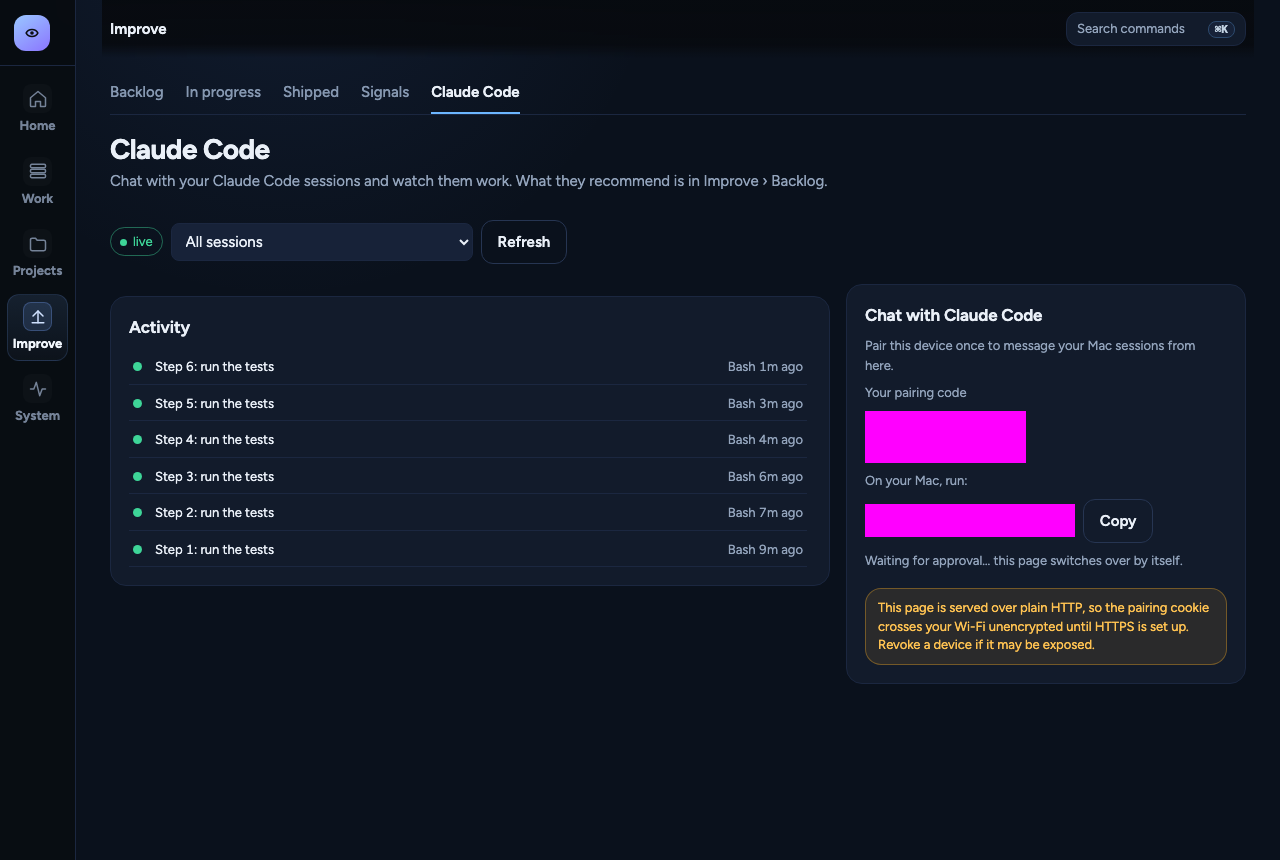 Improve
Search commands
⌘K
Home
Work
Projects
Improve
System
Backlog
In progress
Shipped
Signals
Claude Code
Claude Code
Chat with your Claude Code sessions and watch them work. What they recommend is in Improve › Backlog.
live
All sessions
Refresh
Activity
Step 6: run the tests
Bash 1m ago
Step 5: run the tests
Bash 3m ago
Step 4: run the tests
Bash 4m ago
Step 3: run the tests
Bash 6m ago
Step 2: run the tests
Bash 7m ago
Step 1: run the tests
Bash 9m ago
Chat with Claude Code
Pair this device once to message your Mac sessions from
here.
Your pairing code
On your Mac, run:
Copy
Waiting for approval... this page switches over by itself.
This page is served over plain HTTP, so the pairing cookie
crosses your Wi-Fi unencrypted until HTTPS is set up.
Revoke a device if it may be exposed.